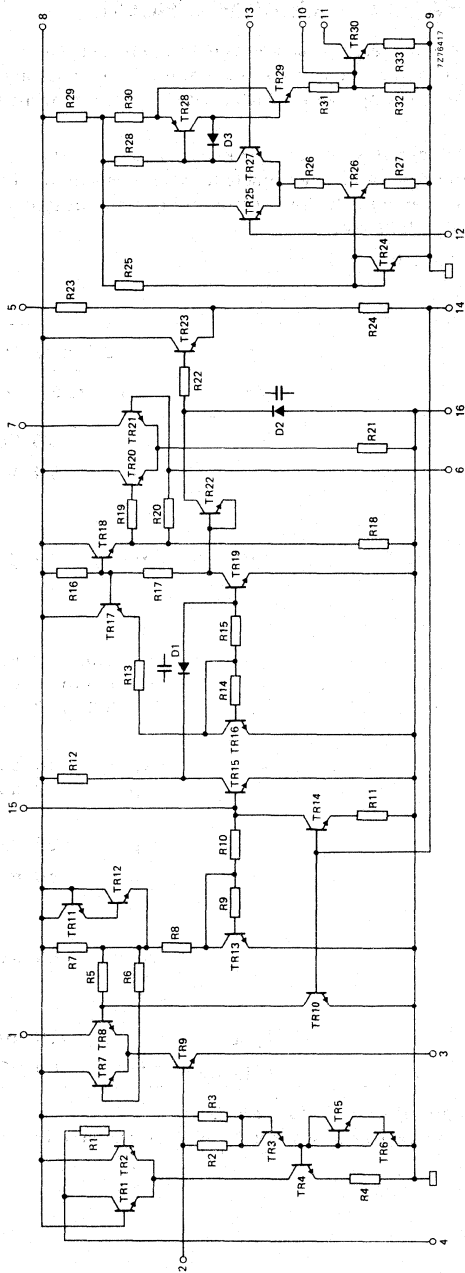 1
15
7
5
8
R1
R7
R12
R16
R23
R29
TR11
TR12
TR1
TR2
TR7
TR8
R5
R6
TR17
TR18
TR20
TR21
R25
R28
R30
R13
R19
R20
R17
TR28
R8
D1
TR22
R22
TR23
D3
TR29
2
R2
R3
TR9
TR13
R9
R10
TR15
TR16
R14
R15
TR19
TR25
TR27
13
TR3
R31
10
11
TR4
TR5
TR6
TR10
TR14
D2
R26
TR26
TR30
R4
R11
R18
R21
R24
TR24
R27
R32
R33
4
3
6
16
14
12
9
7Z76417